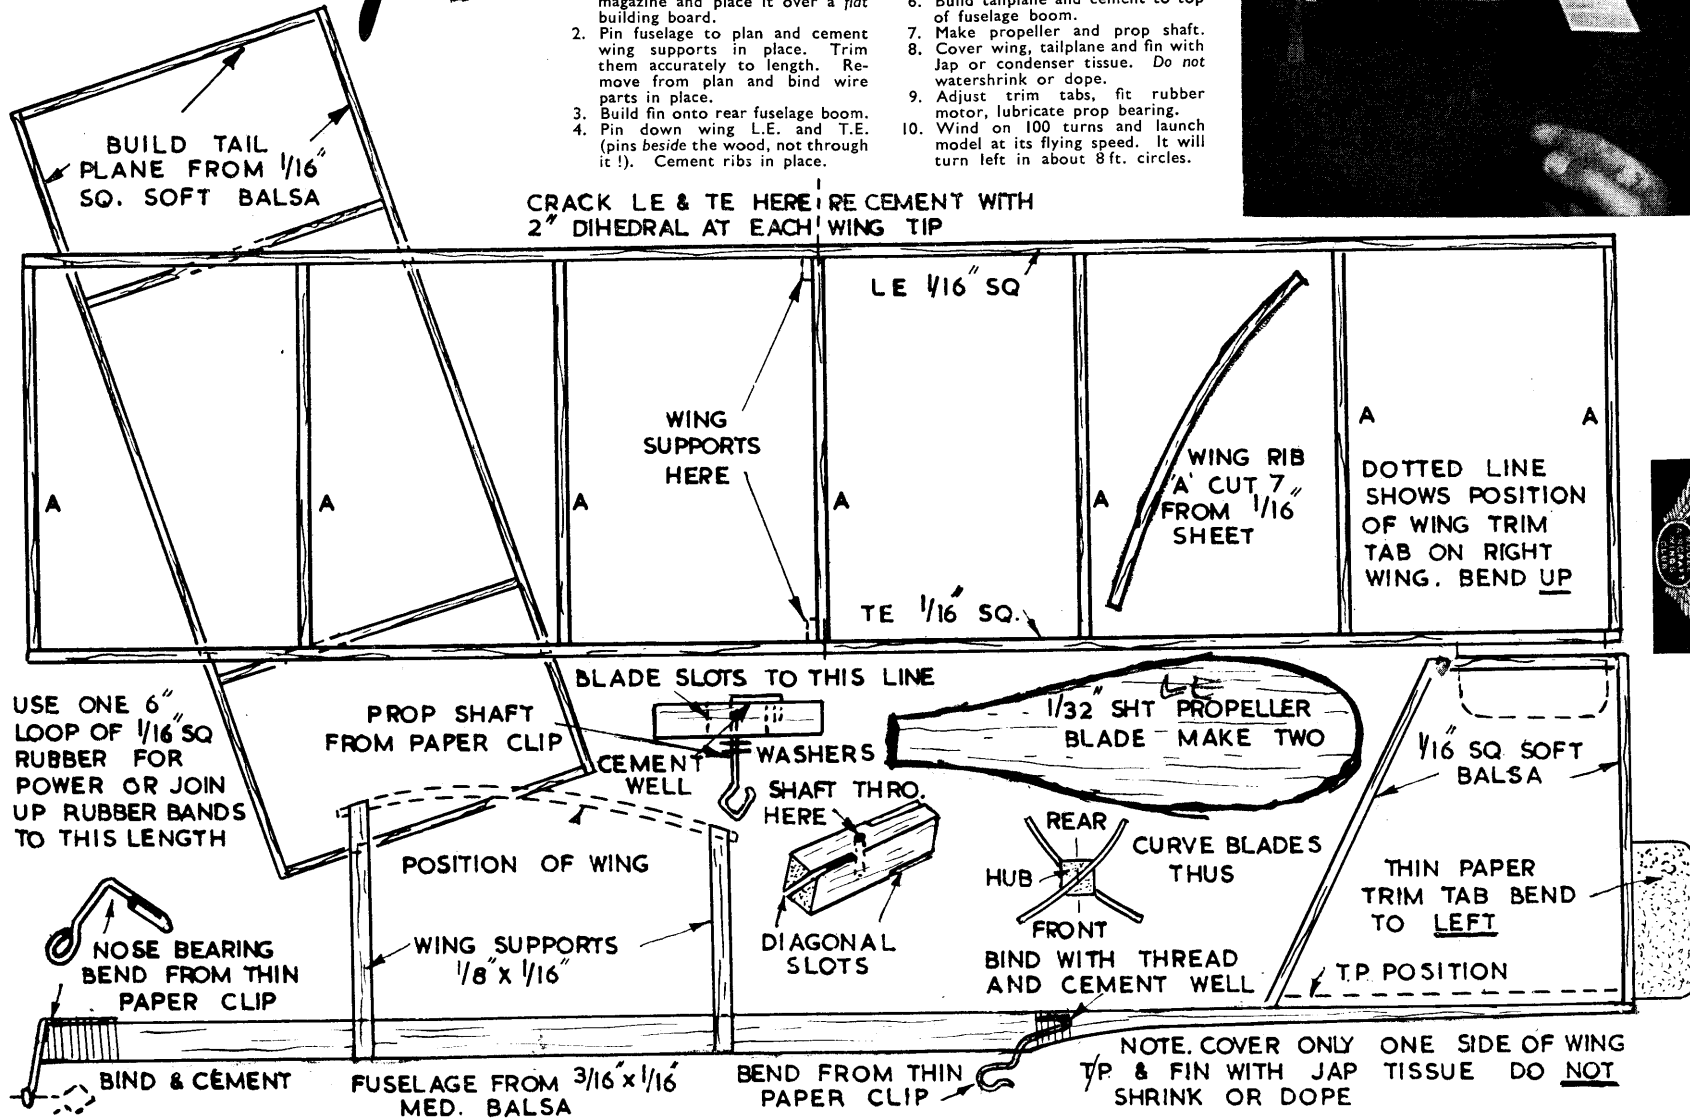 magazine and place it over a flat
building board.
2. Pin fuselage to plan and cement
wing supports in place. Trim
them accurately to length. Re-
move from plan and bind wire
parts in place.
3. Build fin onto rear fuselage boom.
4. Pin down wing L.E. and T.E.
(pins beside the wood, not through
it !). Cement ribs in place.
6. Build tailplane and cement to top
of fuselage boom.
7. Make propeller and prop shaft.
8. Cover wing, tailplane and fin with
Jap or condenser tissue. Do not
watershrink or dope.
9. Adjust trim tabs, fit rubber
motor, lubricate prop bearing.
10. Wind on 100 turns and launch
model at its flying speed. It will
turn left in about 8 ft. circles.
BUILD TAIL
PLANE FROM 1/16"
SQ. SOFT BALSA
CRACK LE & TE HERE RE CEMENT WITH
2" DIHEDRAL AT EACH WING TIP
LE 1/16" SQ
WING
SUPPORTS
HERE
A
A
A
A
A
A
A
WING RIB
'A' CUT 7
FROM 1/16"
SHEET
DOTTED LINE
SHOWS POSITION
OF WING TRIM
TAB ON RIGHT
WING. BEND UP
TE 1/16" SQ.
USE ONE 6"
LOOP OF 1/16" SQ
RUBBER FOR
POWER OR JOIN
UP RUBBER BANDS
TO THIS LENGTH
BLADE SLOTS TO THIS LINE
PROP SHAFT
FROM PAPER CLIP
CEMENT
WELL
WASHERS
LE
1/32" SHT PROPELLER
BLADE MAKE TWO
1/16" SQ SOFT
BALSA
SHAFT THRO.
HERE
DIAGONAL
SLOTS
REAR
HUB
FRONT
CURVE BLADES
THUS
POSITION OF WING
THIN PAPER
TRIM TAB BEND
TO LEFT
NOSE BEARING
BEND FROM THIN
PAPER CLIP
WING SUPPORTS
1/8" X 1/16"
BIND WITH THREAD
AND CEMENT WELL
T.P. POSITION
BIND & CEMENT
FUSELAGE FROM 3/16" x 1/16"
MED. BALSA
BEND FROM THIN
PAPER CLIP
NOTE. COVER ONLY ONE SIDE OF WING
T/P. & FIN WITH JAP TISSUE DO NOT
SHRINK OR DOPE